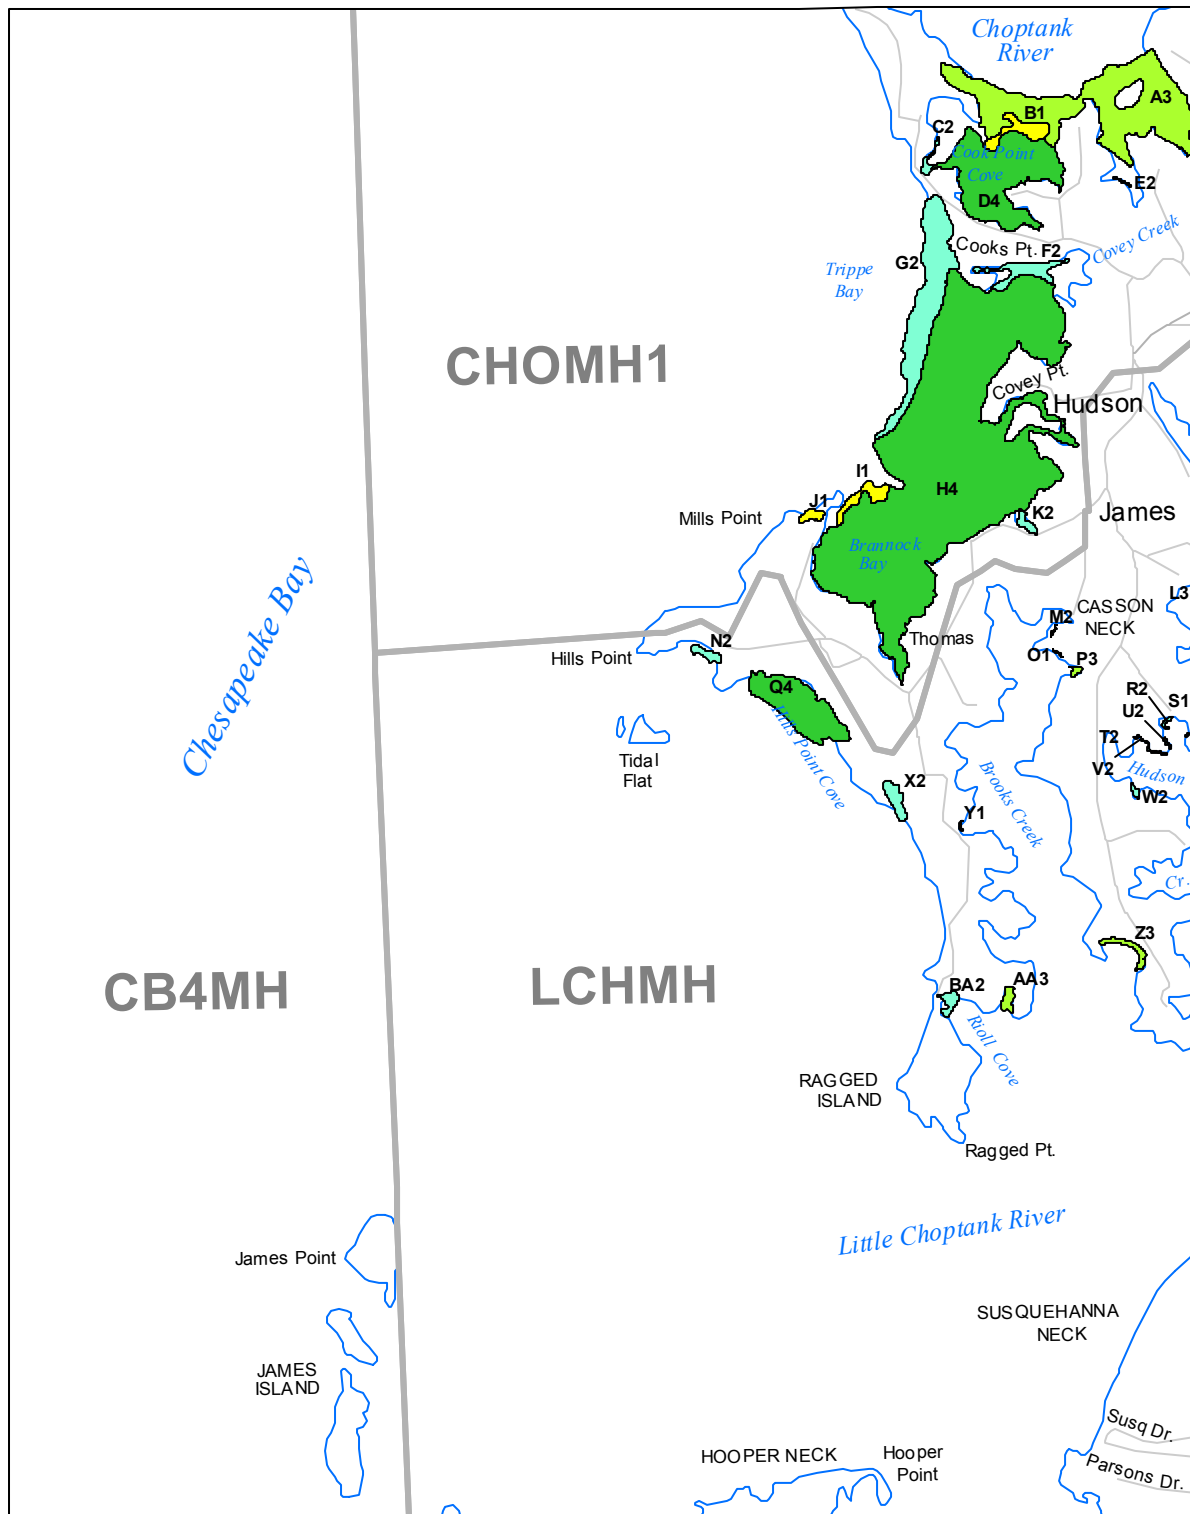 Choptank
River
A3
B1
C2
Cook Point
Cove
E2
D4
Covey Creek
Cooks Pt.
F2
G2
Trippe
Bay
CHOMH1
Covey Pt.
Hudson
I1
H4
J1
K2
Mills Point
James
Brannock
Bay
Chesapeake Bay
L3
CASSON
NECK
M2
Thomas
N2
O1
P3
Hills Point
Q4
R2
S1
U2
T2
Hills Point Cove
Tidal
Flat
V2
Hudson
Brooks Creek
X2
W2
Y1
Cr.
Z3
CB4MH
LCHMH
BA2
AA3
Rioll Cove
RAGGED
ISLAND
Ragged Pt.
Little Choptank River
James Point
SUSQUEHANNA
NECK
JAMES
ISLAND
Susq Dr.
HOOPER NECK
Hooper
Point
Parsons Dr.